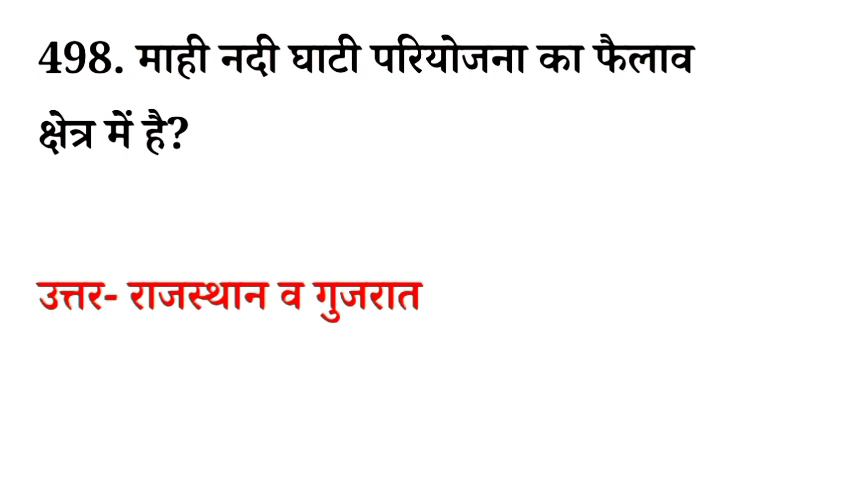 498. माही नदी घाटी परियोजना का फैलाव
क्षेत्र में है?
उत्तर- राजस्थान व गुजरात